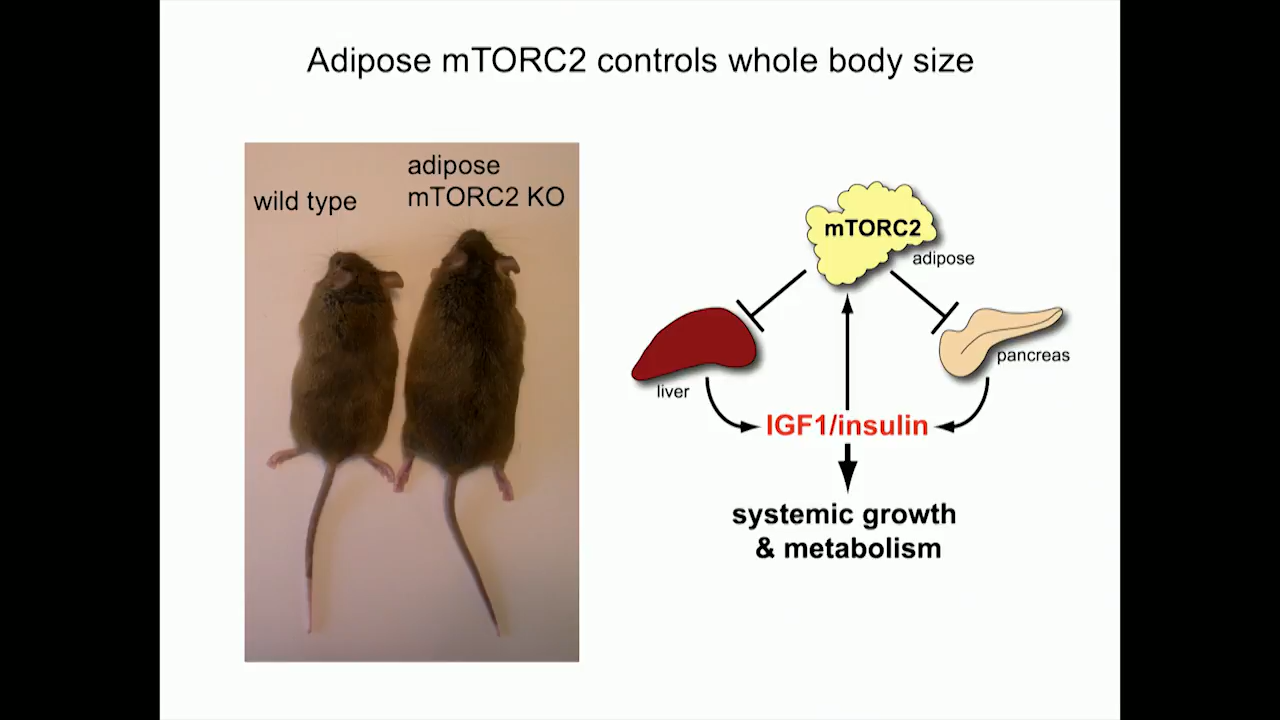 Adipose mTORC2 controls whole body size
wild type
adipose
mTORC2 KO
mTORC2
adipose
liver
pancreas
IGF1/insulin
systemic growth
& metabolism